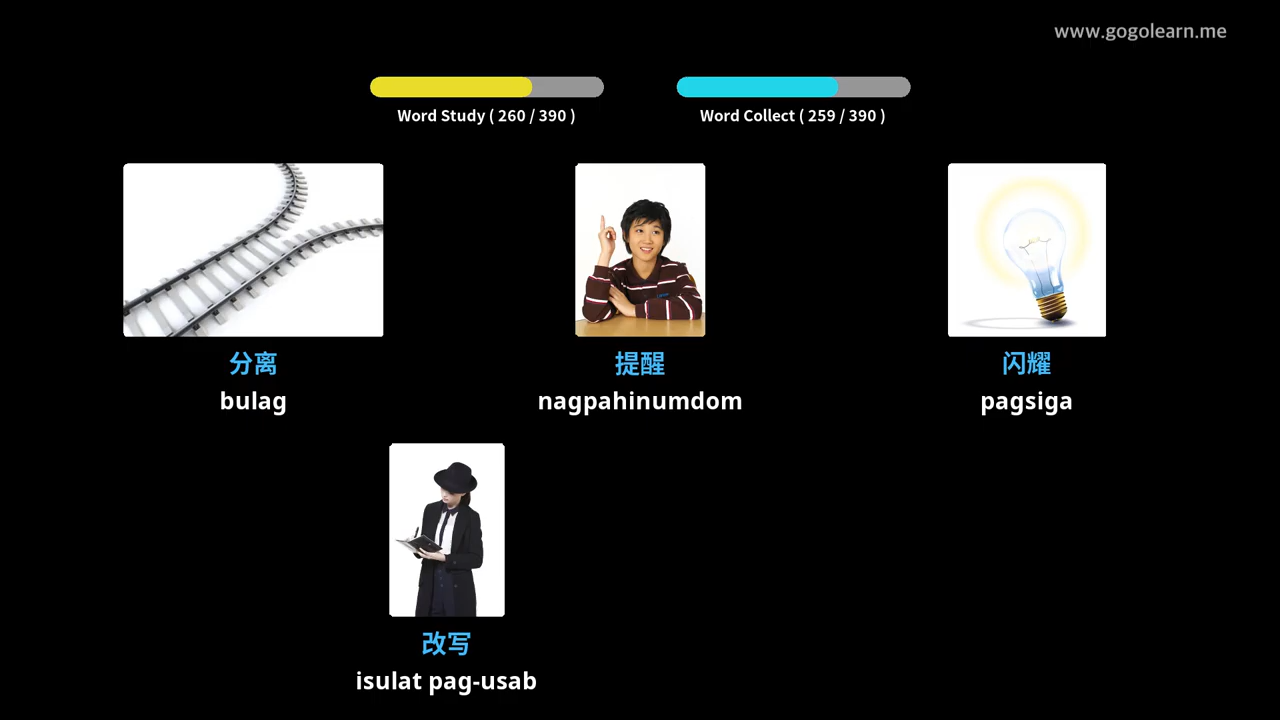 www.gogolearn.me
Word Study ( 260 / 390 )
Word Collect ( 259 / 390 )
分离
bulag
提醒
nagpahinumdom
闪耀
pagsiga
改写
isulat pag-usab